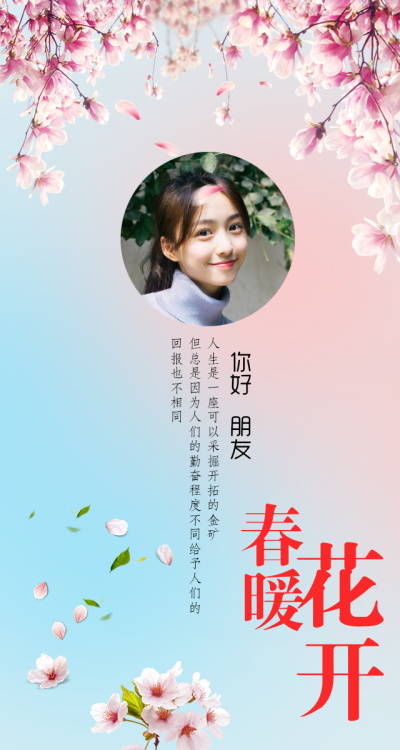 你好 朋友
人生是一座可以采掘开拓的金矿
但总是因为人们的勤奋程度不同给予人们的
回报也不相同
春暖
花开